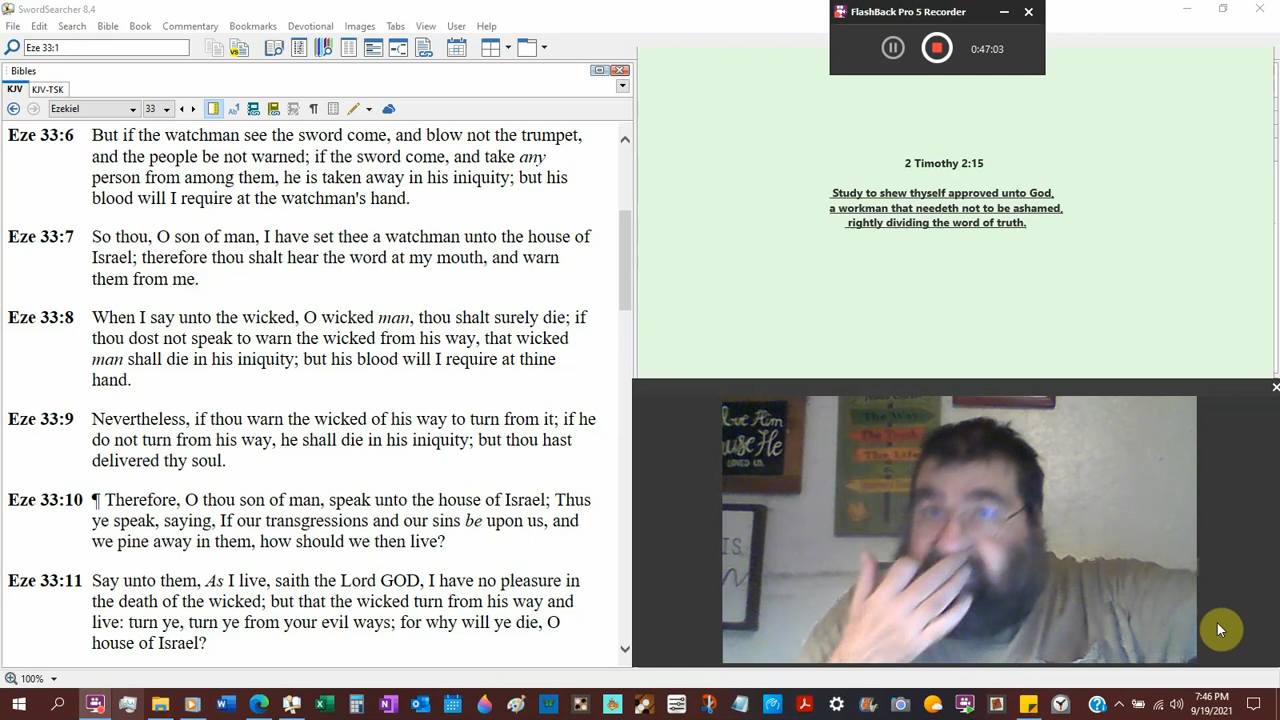 SwordSearcher 8.4
File Edit Search Bible Book Commentary Bookmarks Devotional Images Tabs View User Help
Eze 33:1
Bibles
KJV KJV-TSK
Ezekiel 33
Eze 33:6 But if the watchman see the sword come, and blow not the trumpet,
and the people be not warned; if the sword come, and take any
person from among them, he is taken away in his iniquity; but his
blood will I require at the watchman's hand.
Eze 33:7 So thou, O son of man, I have set thee a watchman unto the house of
Israel; therefore thou shalt hear the word at my mouth, and warn
them from me.
Eze 33:8 When I say unto the wicked, O wicked man, thou shalt surely die; if
thou dost not speak to warn the wicked from his way, that wicked
man shall die in his iniquity; but his blood will I require at thine
hand.
Eze 33:9 Nevertheless, if thou warn the wicked of his way to turn from it; if he
do not turn from his way, he shall die in his iniquity; but thou hast
delivered thy soul.
Eze 33:10 ¶ Therefore, O thou son of man, speak unto the house of Israel; Thus
ye speak, saying, If our transgressions and our sins be upon us, and
we pine away in them, how should we then live?
Eze 33:11 Say unto them, As I live, saith the Lord GOD, I have no pleasure in
the death of the wicked; but that the wicked turn from his way and
live: turn ye, turn ye from your evil ways; for why will ye die, O
house of Israel?
100%
FlashBack Pro 5 Recorder
0:47:03
2 Timothy 2:15
Study to shew thyself approved unto God,
a workman that needeth not to be ashamed,
rightly dividing the word of truth.
Him
He
LOVED
The Way
The Truth
The Life
IS
7:46 PM
9/19/2021